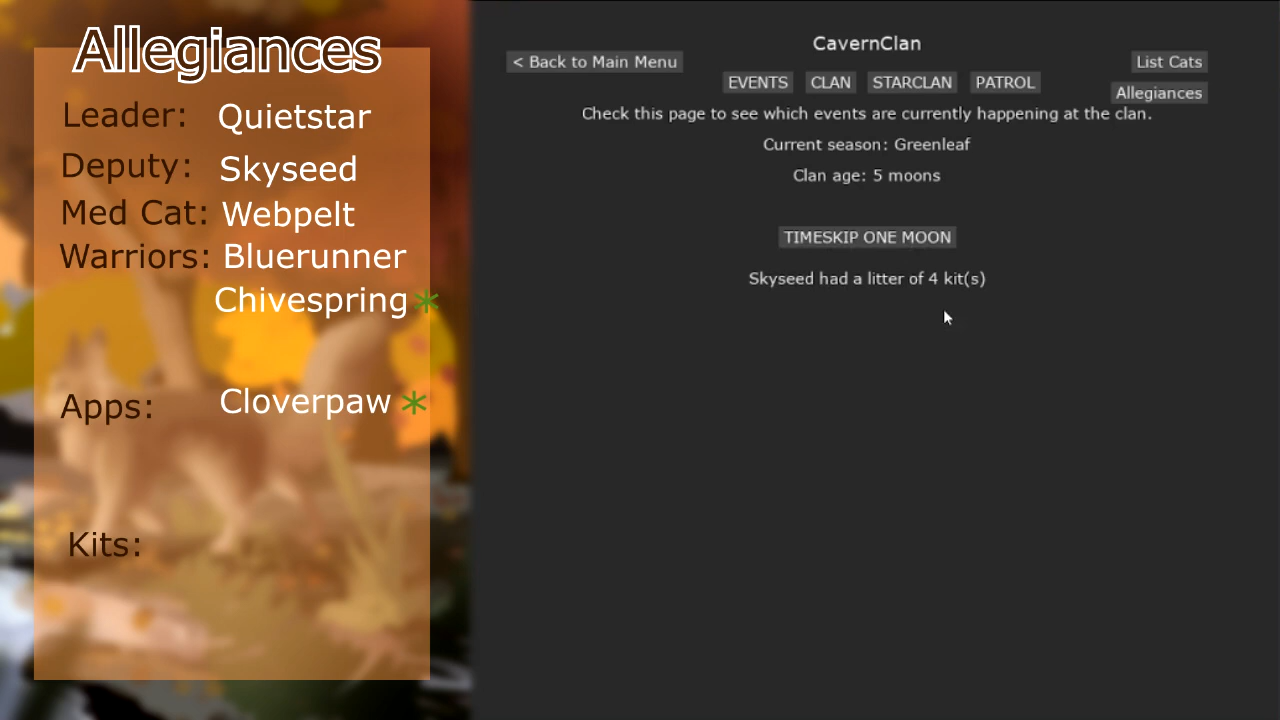 Allegiances
Leader: Quietstar
Deputy: Skyseed
Med Cat: Webpelt
Warriors: Bluerunner
Chivespring *
Apps: Cloverpaw *
Kits:
CavernClan
< Back to Main Menu
List Cats
EVENTS CLAN STARCLAN PATROL
Allegiances
Check this page to see which events are currently happening at the clan.
Current season: Greenleaf
Clan age: 5 moons
TIMESKIP ONE MOON
Skyseed had a litter of 4 kit(s)